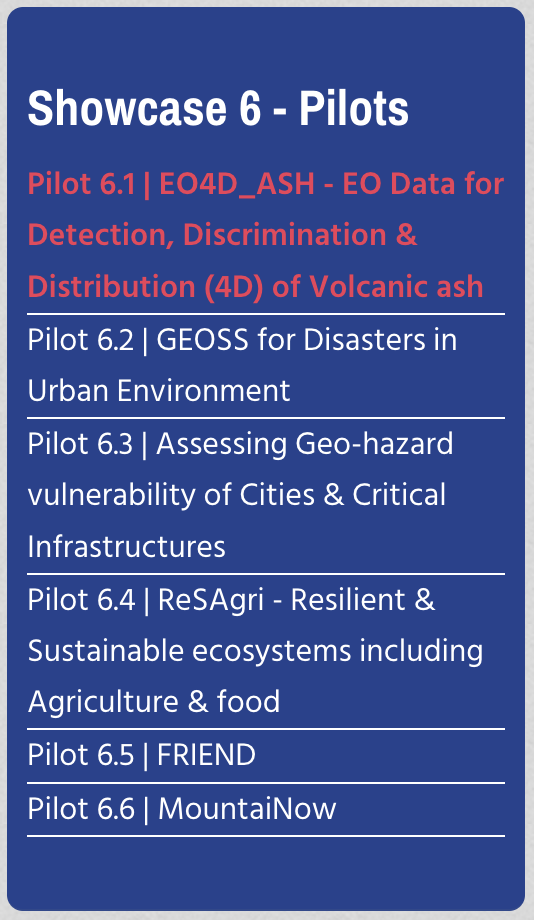 Showcase 6 - Pilots
Pilot 6.1 | EO4D_ASH - EO Data for
Detection, Discrimination &
Distribution (4D) of Volcanic ash
Pilot 6.2 | GEOSS for Disasters in
Urban Environment
Pilot 6.3 | Assessing Geo-hazard
vulnerability of Cities & Critical
Infrastructures
Pilot 6.4 | ReSAgri - Resilient &
Sustainable ecosystems including
Agriculture & food
Pilot 6.5 | FRIEND
Pilot 6.6 | MountaiNow